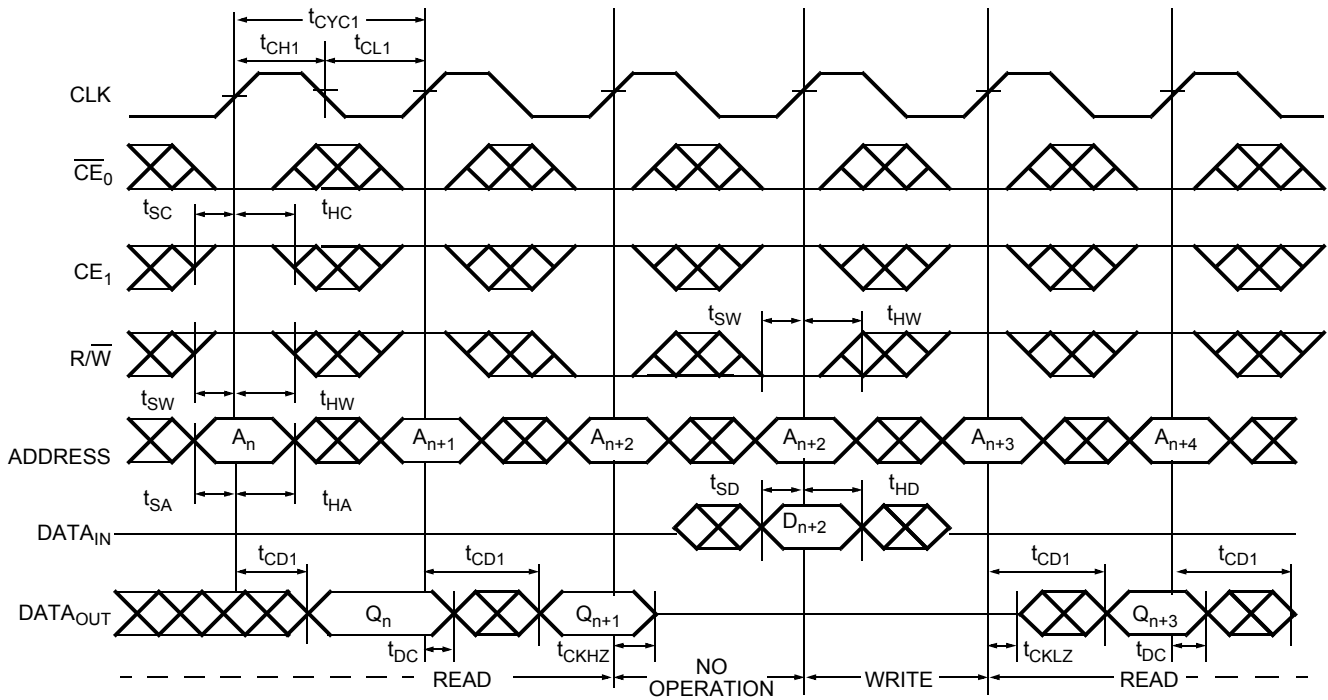 tCYC1
tCH1 tCL1
CLK
CE0
tSC tHC
CE1
tSW tHW
R/W
tSW tHW
ADDRESS An An+1 An+2 An+2 An+3 An+4
tSA tHA tSD tHD
DATAIN Dn+2
tCD1 tCD1 tCD1 tCD1
DATAOUT Qn Qn+1 Qn+3
tDC tCKHZ tCKLZ tDC
READ NO OPERATION WRITE READ